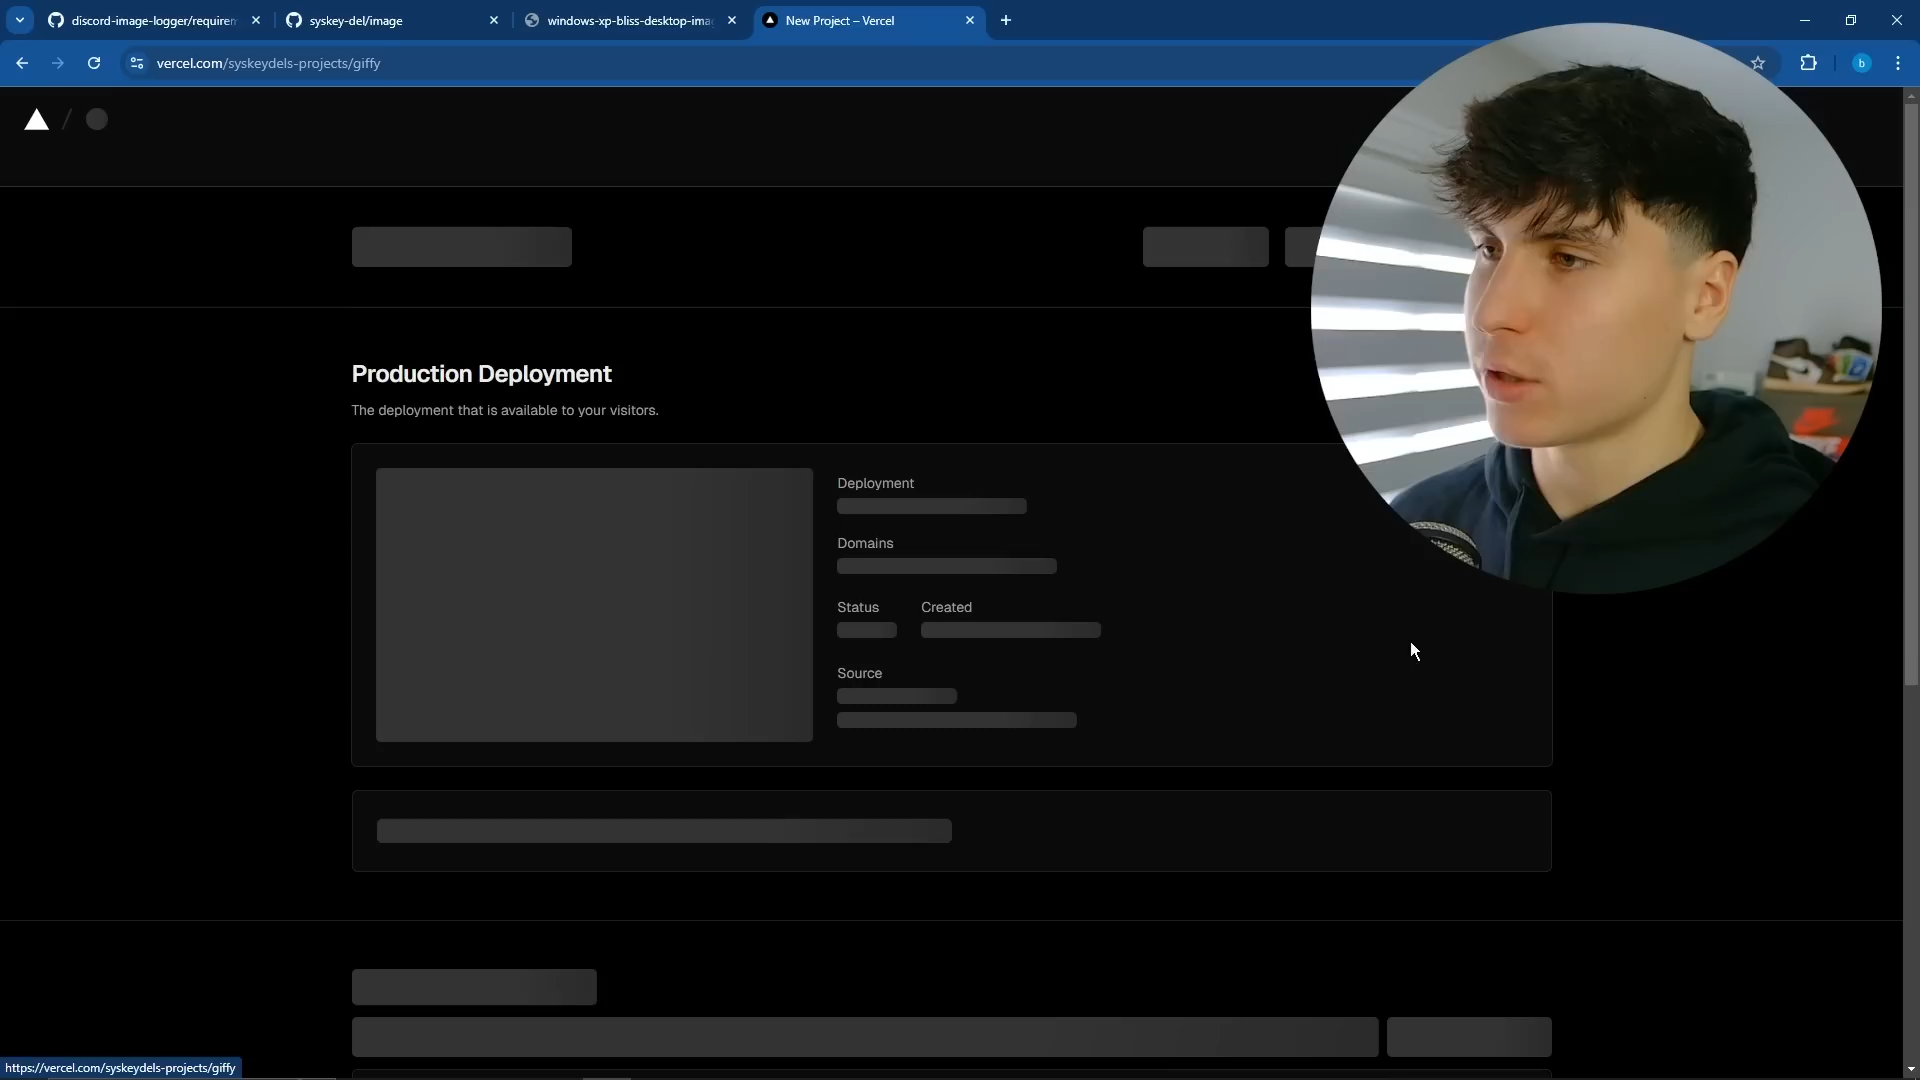 discord-image-logger/requirem
syskey-del/image
windows-xp-bliss-desktop-ima
New Project – Vercel
vercel.com/syskeydels-projects/giffy
b
Production Deployment
The deployment that is available to your visitors.
Deployment
Domains
Status Created
Source
https://vercel.com/syskeydels-projects/giffy